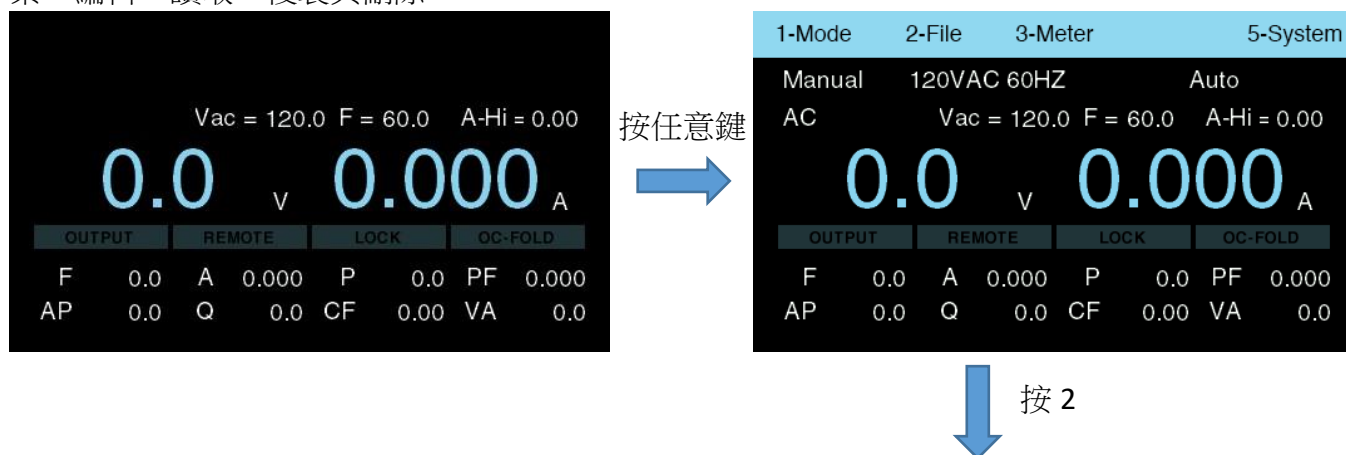 Vac = 120.0 F = 60.0 A-Hi = 0.00
0.0 V 0.000 A
OUTPUT REMOTE LOCK OC-FOLD
F 0.0 A 0.000 P 0.0 PF 0.000
AP 0.0 Q 0.0 CF 0.00 VA 0.0
按任意鍵
1-Mode 2-File 3-Meter 5-System
Manual 120VAC 60HZ Auto
AC Vac = 120.0 F = 60.0 A-Hi = 0.00
0.0 V 0.000 A
OUTPUT REMOTE LOCK OC-FOLD
F 0.0 A 0.000 P 0.0 PF 0.000
AP 0.0 Q 0.0 CF 0.00 VA 0.0
按 2